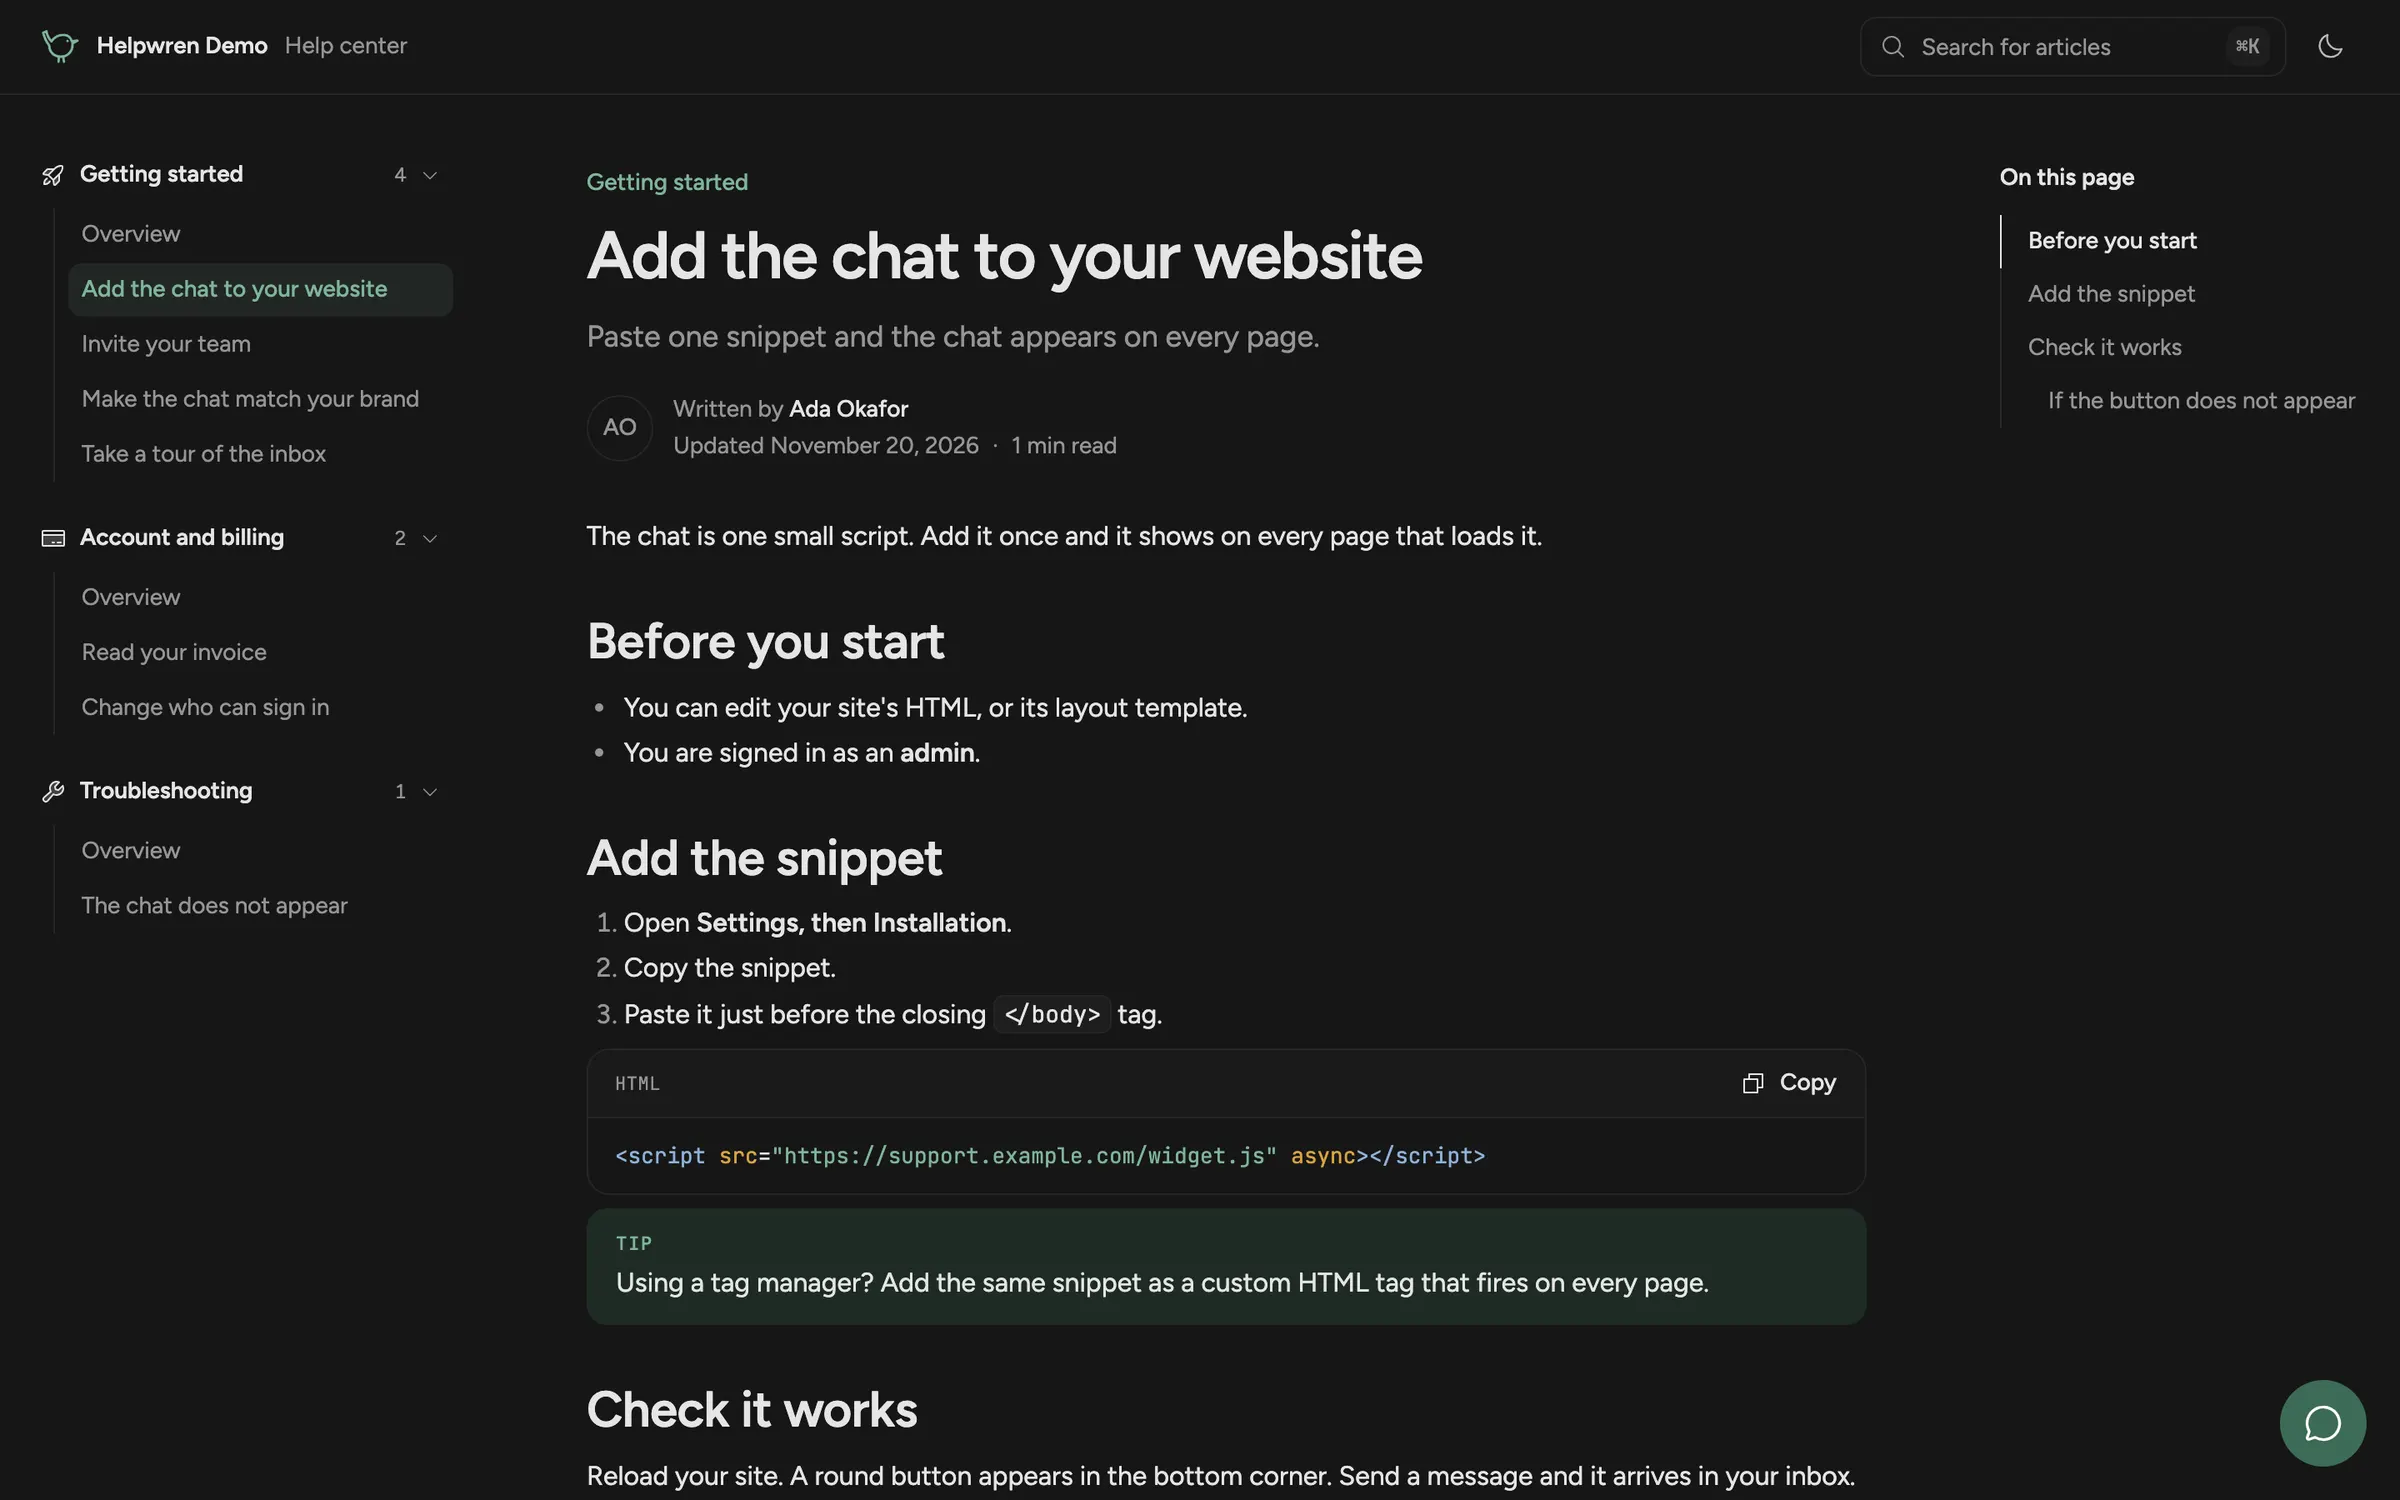 Helpwren Demo Help center
Search for articles ⌘K
Getting started 4
Overview
Add the chat to your website
Invite your team
Make the chat match your brand
Take a tour of the inbox
Account and billing 2
Overview
Read your invoice
Change who can sign in
Troubleshooting 1
Overview
The chat does not appear
Getting started
Add the chat to your website
Paste one snippet and the chat appears on every page.
AO
Written by Ada Okafor
Updated November 20, 2026 · 1 min read
The chat is one small script. Add it once and it shows on every page that loads it.
Before you start
• You can edit your site's HTML, or its layout template.
• You are signed in as an admin.
Add the snippet
1. Open Settings, then Installation.
2. Copy the snippet.
3. Paste it just before the closing </body> tag.
HTML
Copy
<script src="https://support.example.com/widget.js" async></script>
TIP
Using a tag manager? Add the same snippet as a custom HTML tag that fires on every page.
Check it works
Reload your site. A round button appears in the bottom corner. Send a message and it arrives in your inbox.
On this page
Before you start
Add the snippet
Check it works
If the button does not appear